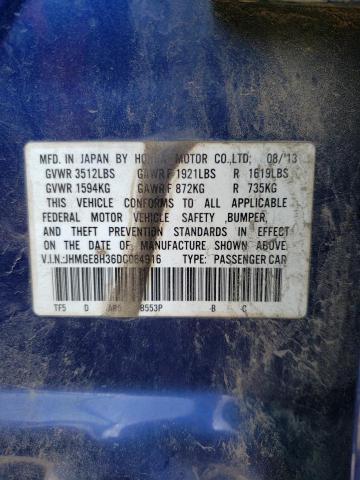 MFD. IN JAPAN BY HONDA MOTOR CO.,LTD. 08/'13
GVWR 3512LBS GAWR F 1921LBS R 1619LBS
GVWR 1594KG GAWR F 872KG R 735KG
THIS VEHICLE CONFORMS TO ALL APPLICABLE
FEDERAL MOTOR VEHICLE SAFETY ,BUMPER,
AND THEFT PREVENTION STANDARDS IN EFFECT
ON THE DATE OF MANUFACTURE SHOWN ABOVE.
V.I.N.:JHMGE8H36DC084916 TYPE: PASSENGER CAR
TF5 D B553P -B -C